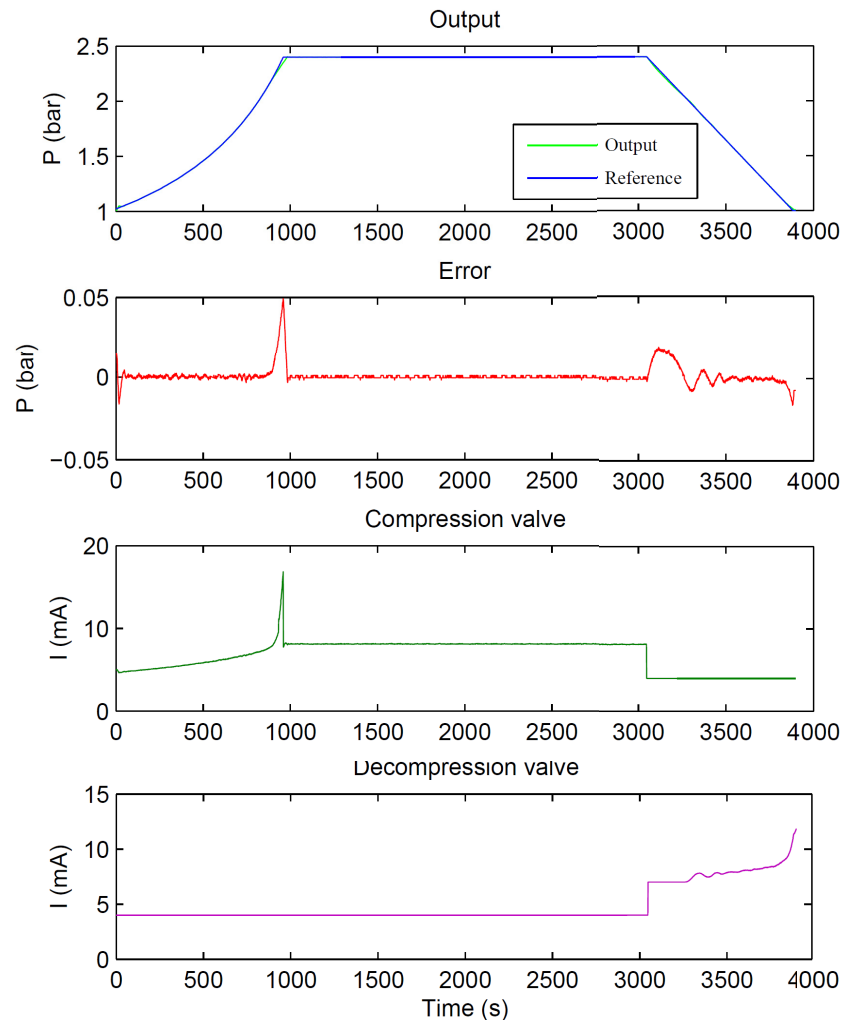 Output
2.5
2
1.5
1
P (bar)
Output
Reference
0 500 1000 1500 2000 2500 3000 3500 4000
Error
0.05
0
−0.05
P (bar)
0 500 1000 1500 2000 2500 3000 3500 4000
Compression valve
20
10
0
I (mA)
0 500 1000 1500 2000 2500 3000 3500 4000
Decompression valve
15
10
5
0
I (mA)
0 500 1000 1500 2000 2500 3000 3500 4000
Time (s)